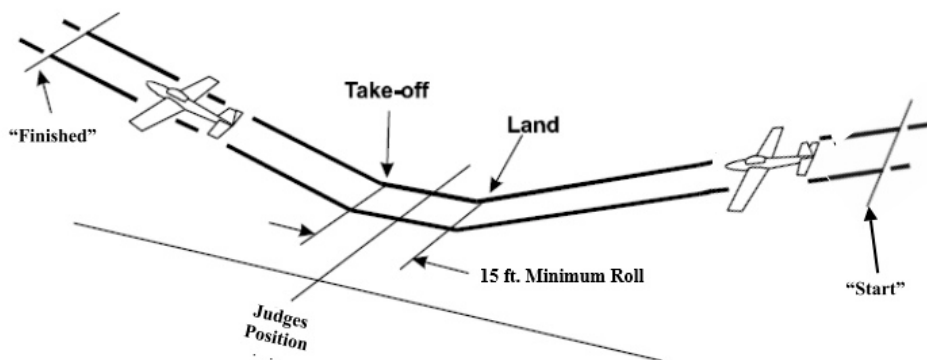 Take-off
Land
“Finished”
15 ft. Minimum Roll
“Start”
Judges
Position